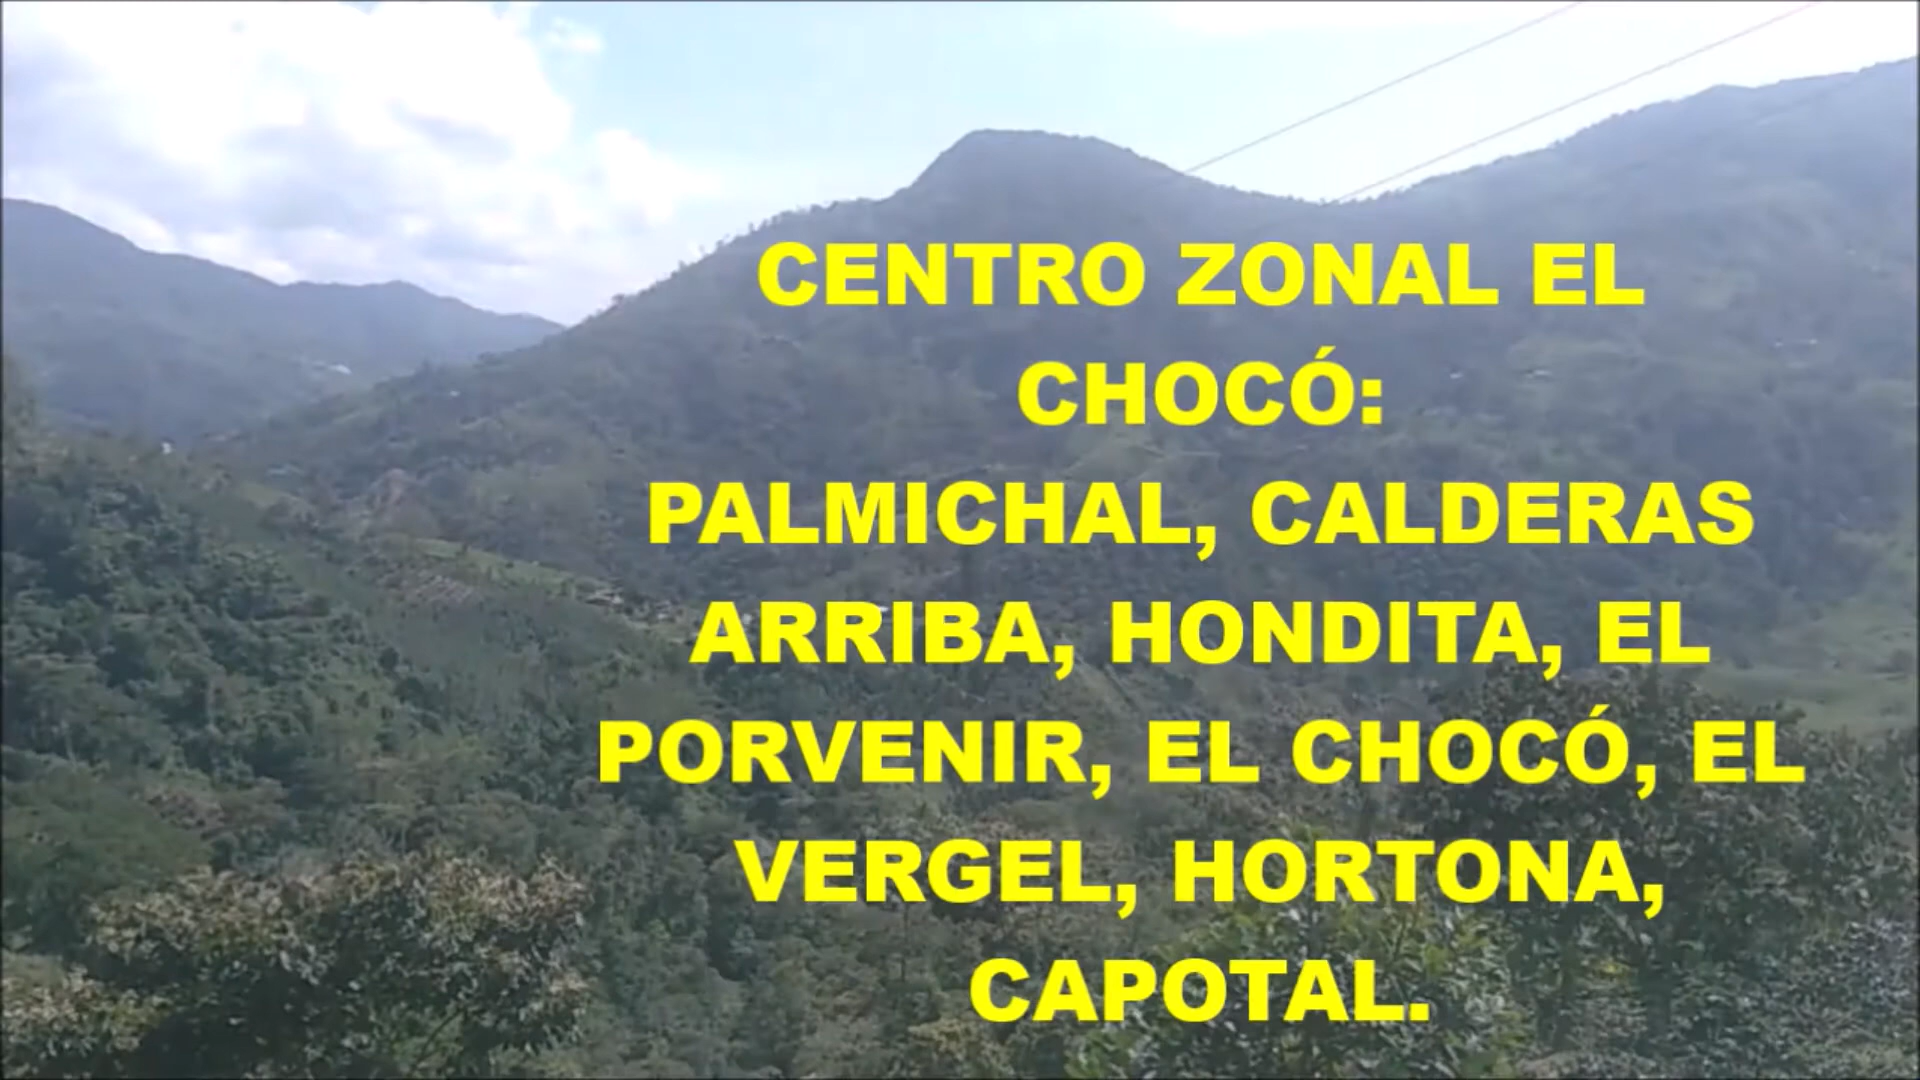 CENTRO ZONAL EL
CHOCÓ:
PALMICHAL, CALDERAS
ARRIBA, HONDITA, EL
PORVENIR, EL CHOCÓ, EL
VERGEL, HORTONA,
CAPOTAL.